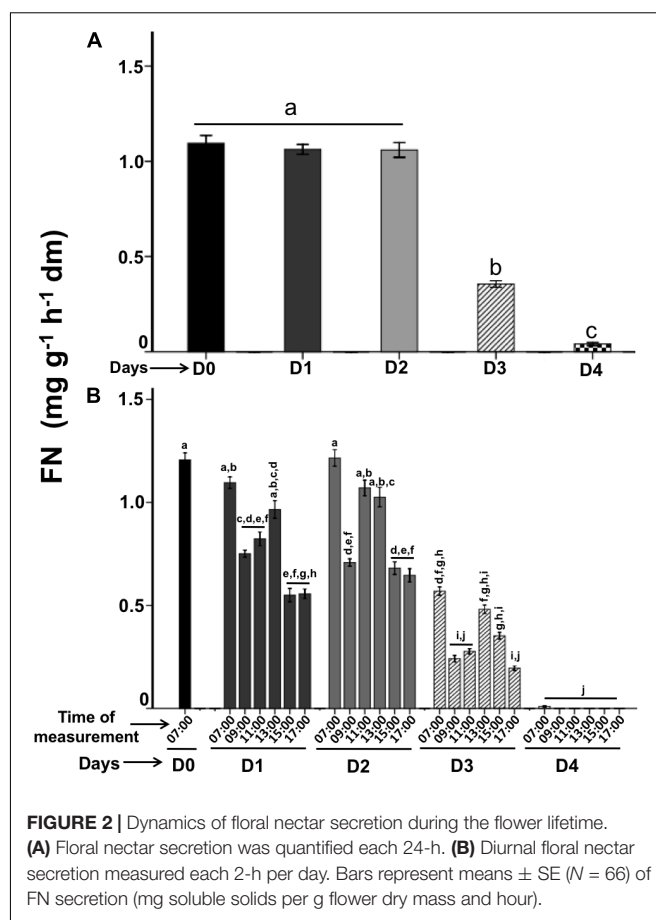 A
1.5
a
1.0
0.5
b
c
0
Days
D0 D1 D2 D3 D4
FN (mg g-1 h-1 dm)
B
1.5
a
a
a,b
a,b
a,b,c
a,b,c,d
1.0
c,d,e,f
d,e,f
d,e,f
e,f,g,h
d,f,g,h
f,g,h,i
0.5
g,h,i
i,j
i,j
j
0
Time of
measurement
07:00 07:00 09:00 11:00 13:00 15:00 17:00 07:00 09:00 11:00 13:00 15:00 17:00 07:00 09:00 11:00 13:00 15:00 17:00 07:00 09:00 11:00 13:00 15:00 17:00
Days D0 D1 D2 D3 D4
FIGURE 2 | Dynamics of floral nectar secretion during the flower lifetime.
(A) Floral nectar secretion was quantified each 24-h. (B) Diurnal floral nectar
secretion measured each 2-h per day. Bars represent means ± SE (N = 66) of
FN secretion (mg soluble solids per g flower dry mass and hour).